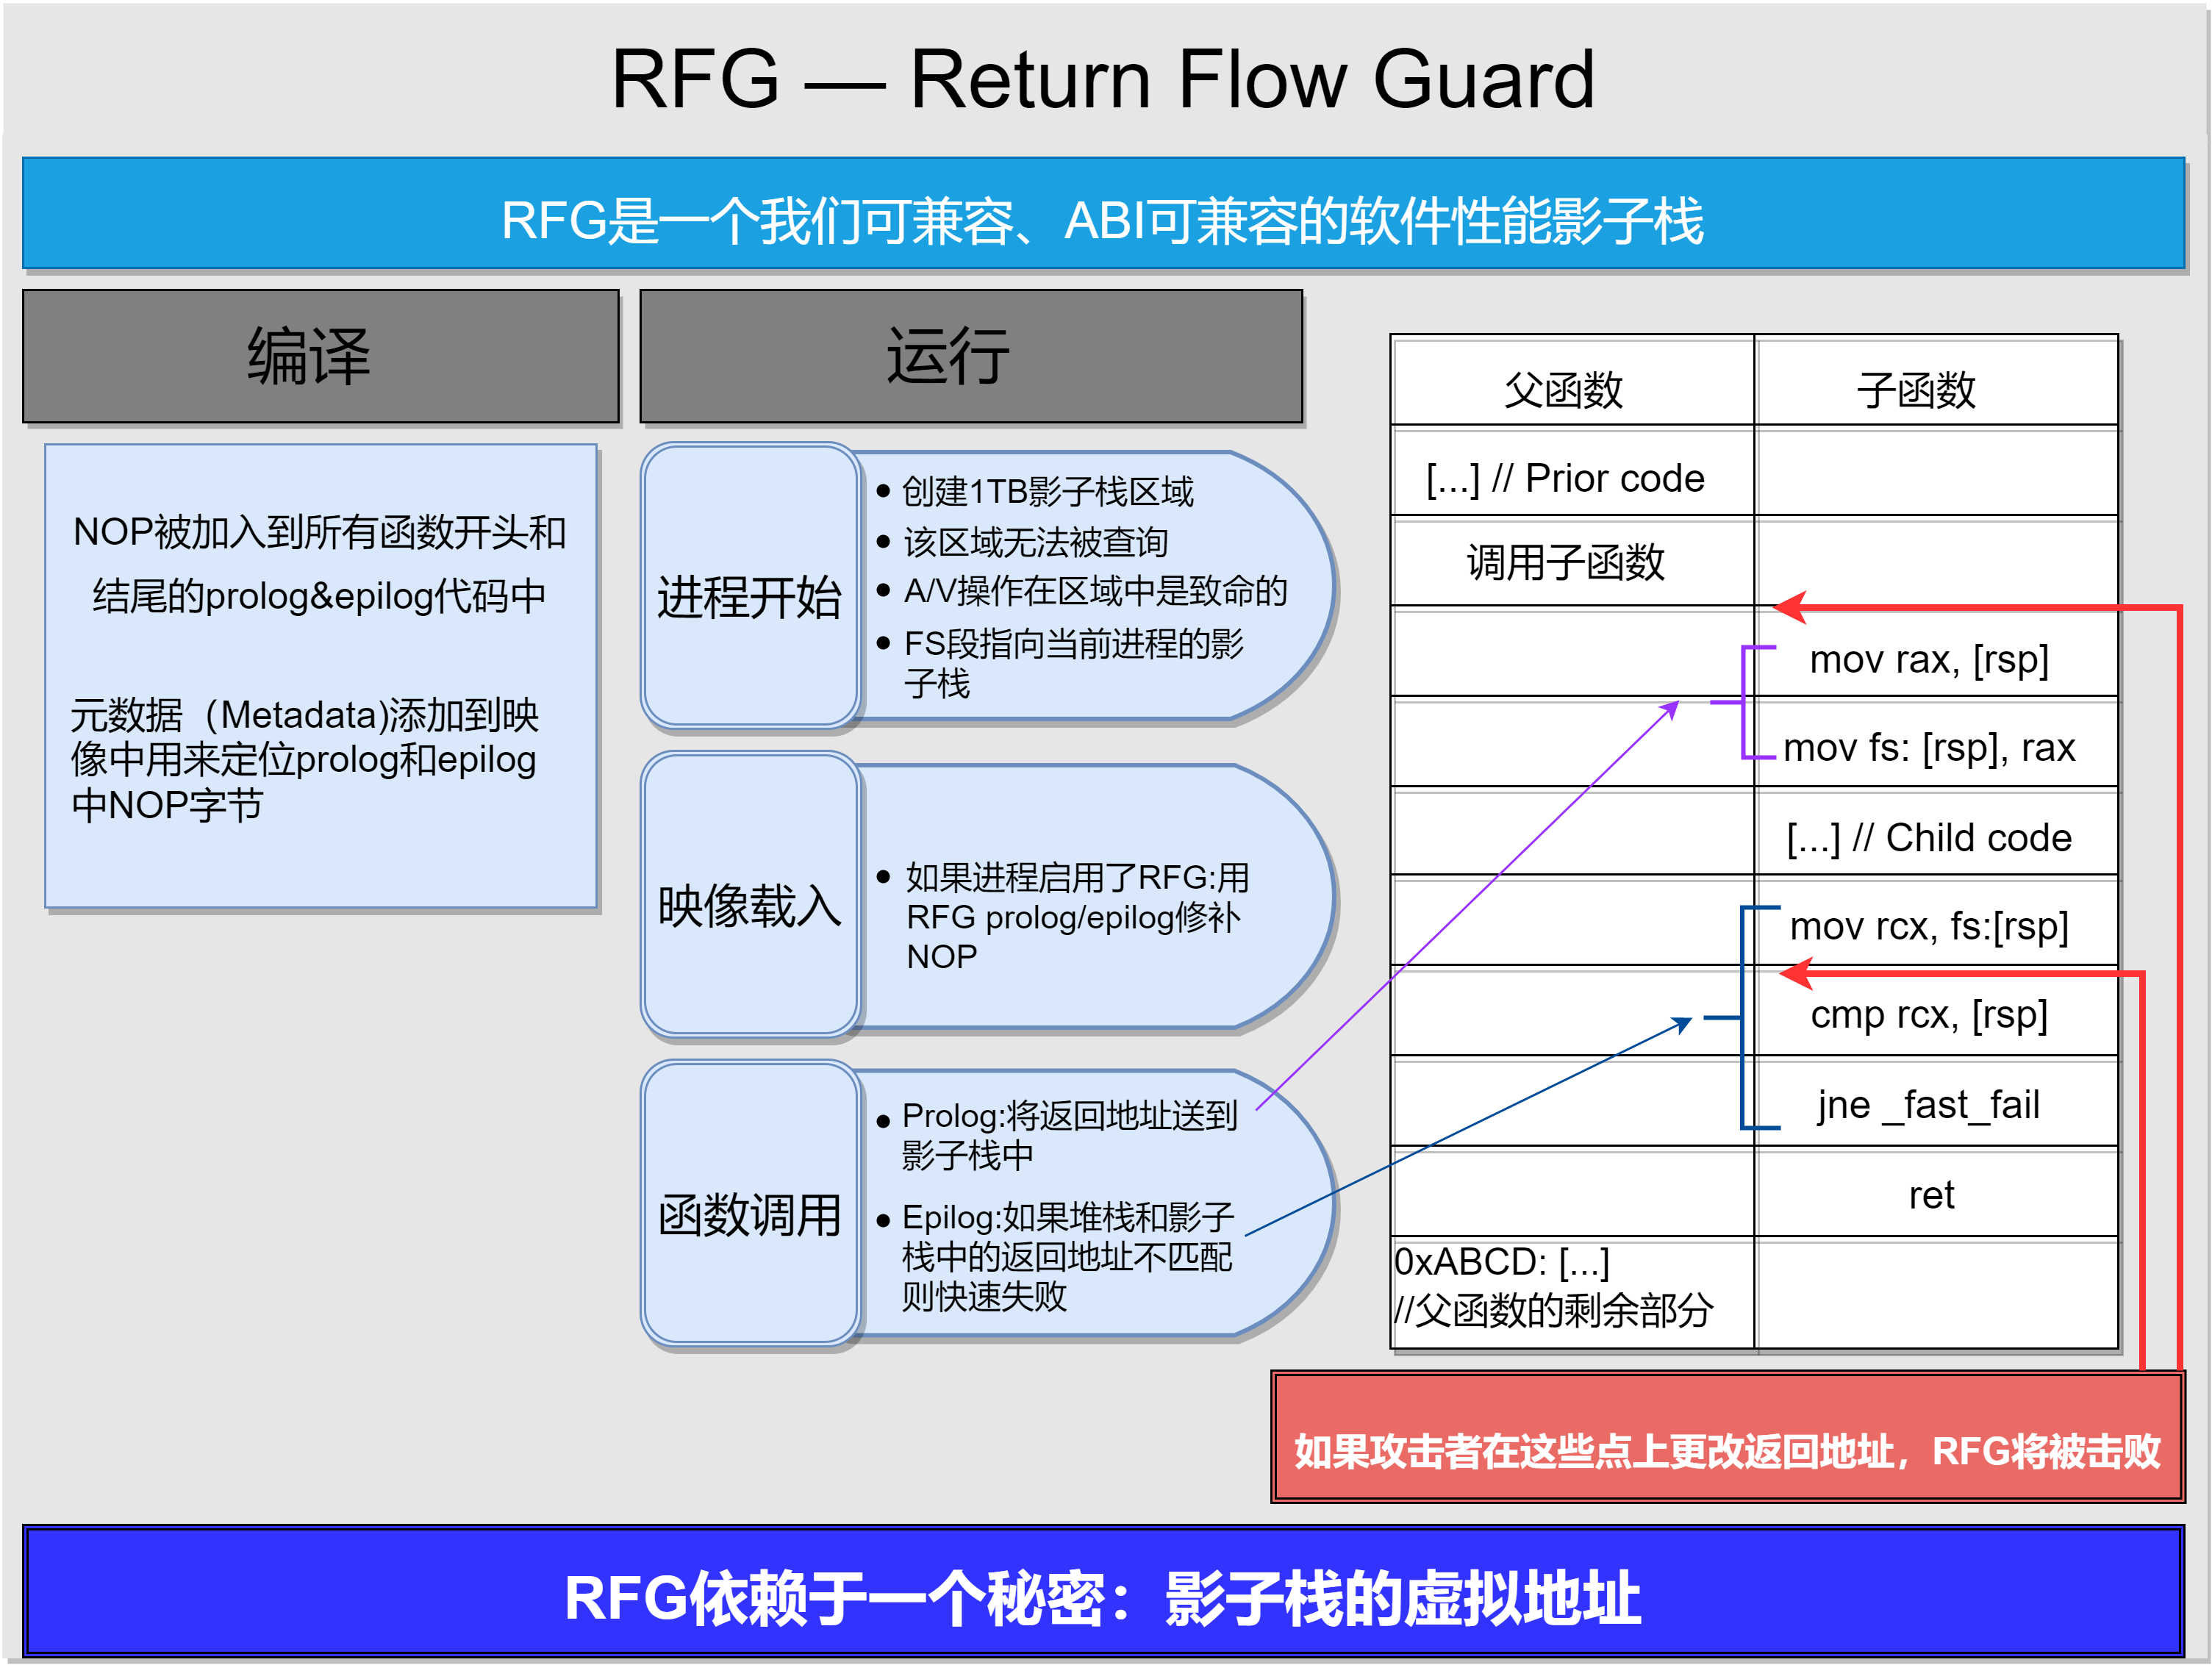 RFG — Return Flow Guard
RFG是一个我们可兼容、ABI可兼容的软件性能影子栈
编译
NOP被加入到所有函数开头和
结尾的prolog&epilog代码中
元数据（Metadata)添加到映
像中用来定位prolog和epilog
中NOP字节
运行
进程开始
创建1TB影子栈区域
该区域无法被查询
A/V操作在区域中是致命的
FS段指向当前进程的影
子栈
映像载入
如果进程启用了RFG:用
RFG prolog/epilog修补
NOP
函数调用
Prolog:将返回地址送到
影子栈中
Epilog:如果堆栈和影子
栈中的返回地址不匹配
则快速失败
父函数
子函数
[...] // Prior code
调用子函数
mov rax, [rsp]
mov fs: [rsp], rax
[...] // Child code
mov rcx, fs:[rsp]
cmp rcx, [rsp]
jne _fast_fail
ret
0xABCD: [...]
//父函数的剩余部分
如果攻击者在这些点上更改返回地址，RFG将被击败
RFG依赖于一个秘密：影子栈的虚拟地址